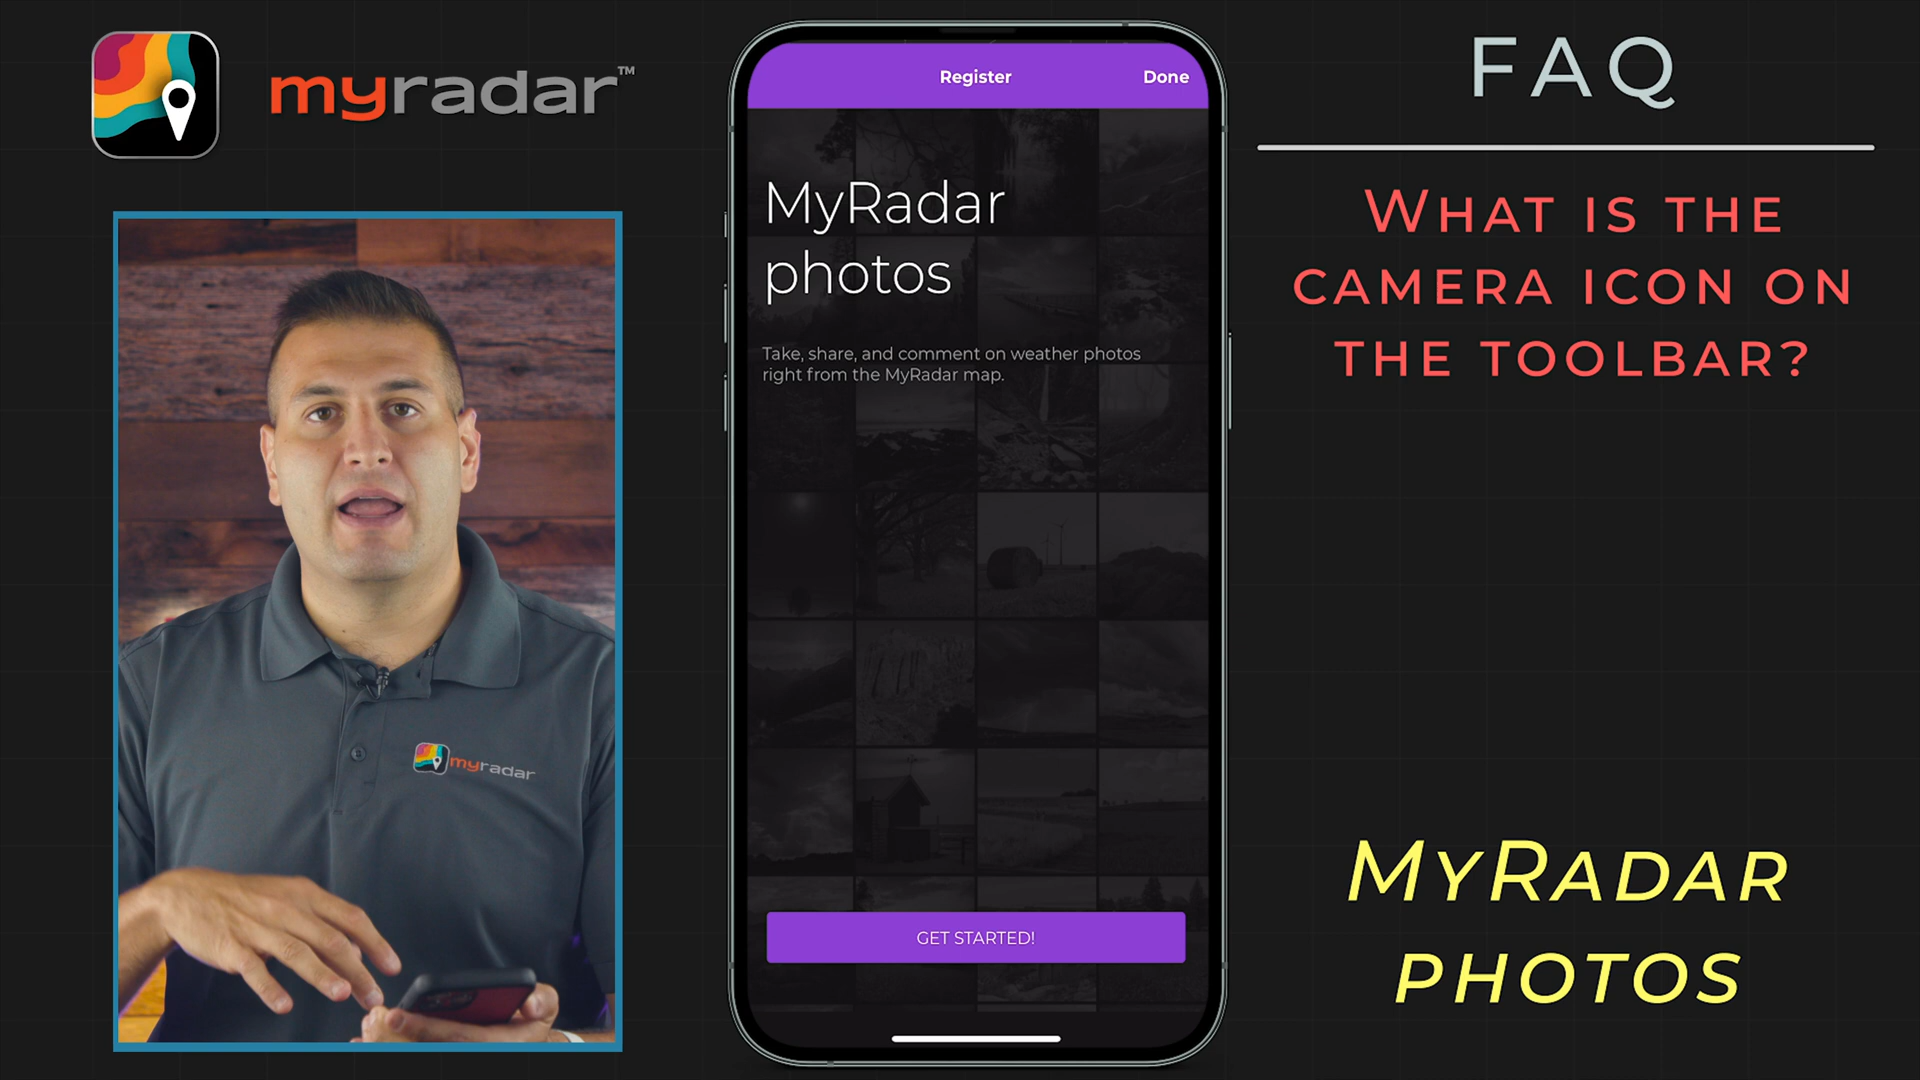 myradar™
myradar
Register
Done
MyRadar
photos
Take, share, and comment on weather photos
right from the MyRadar map.
GET STARTED!
FAQ
WHAT IS THE
CAMERA ICON ON
THE TOOLBAR?
MYRADAR
PHOTOS